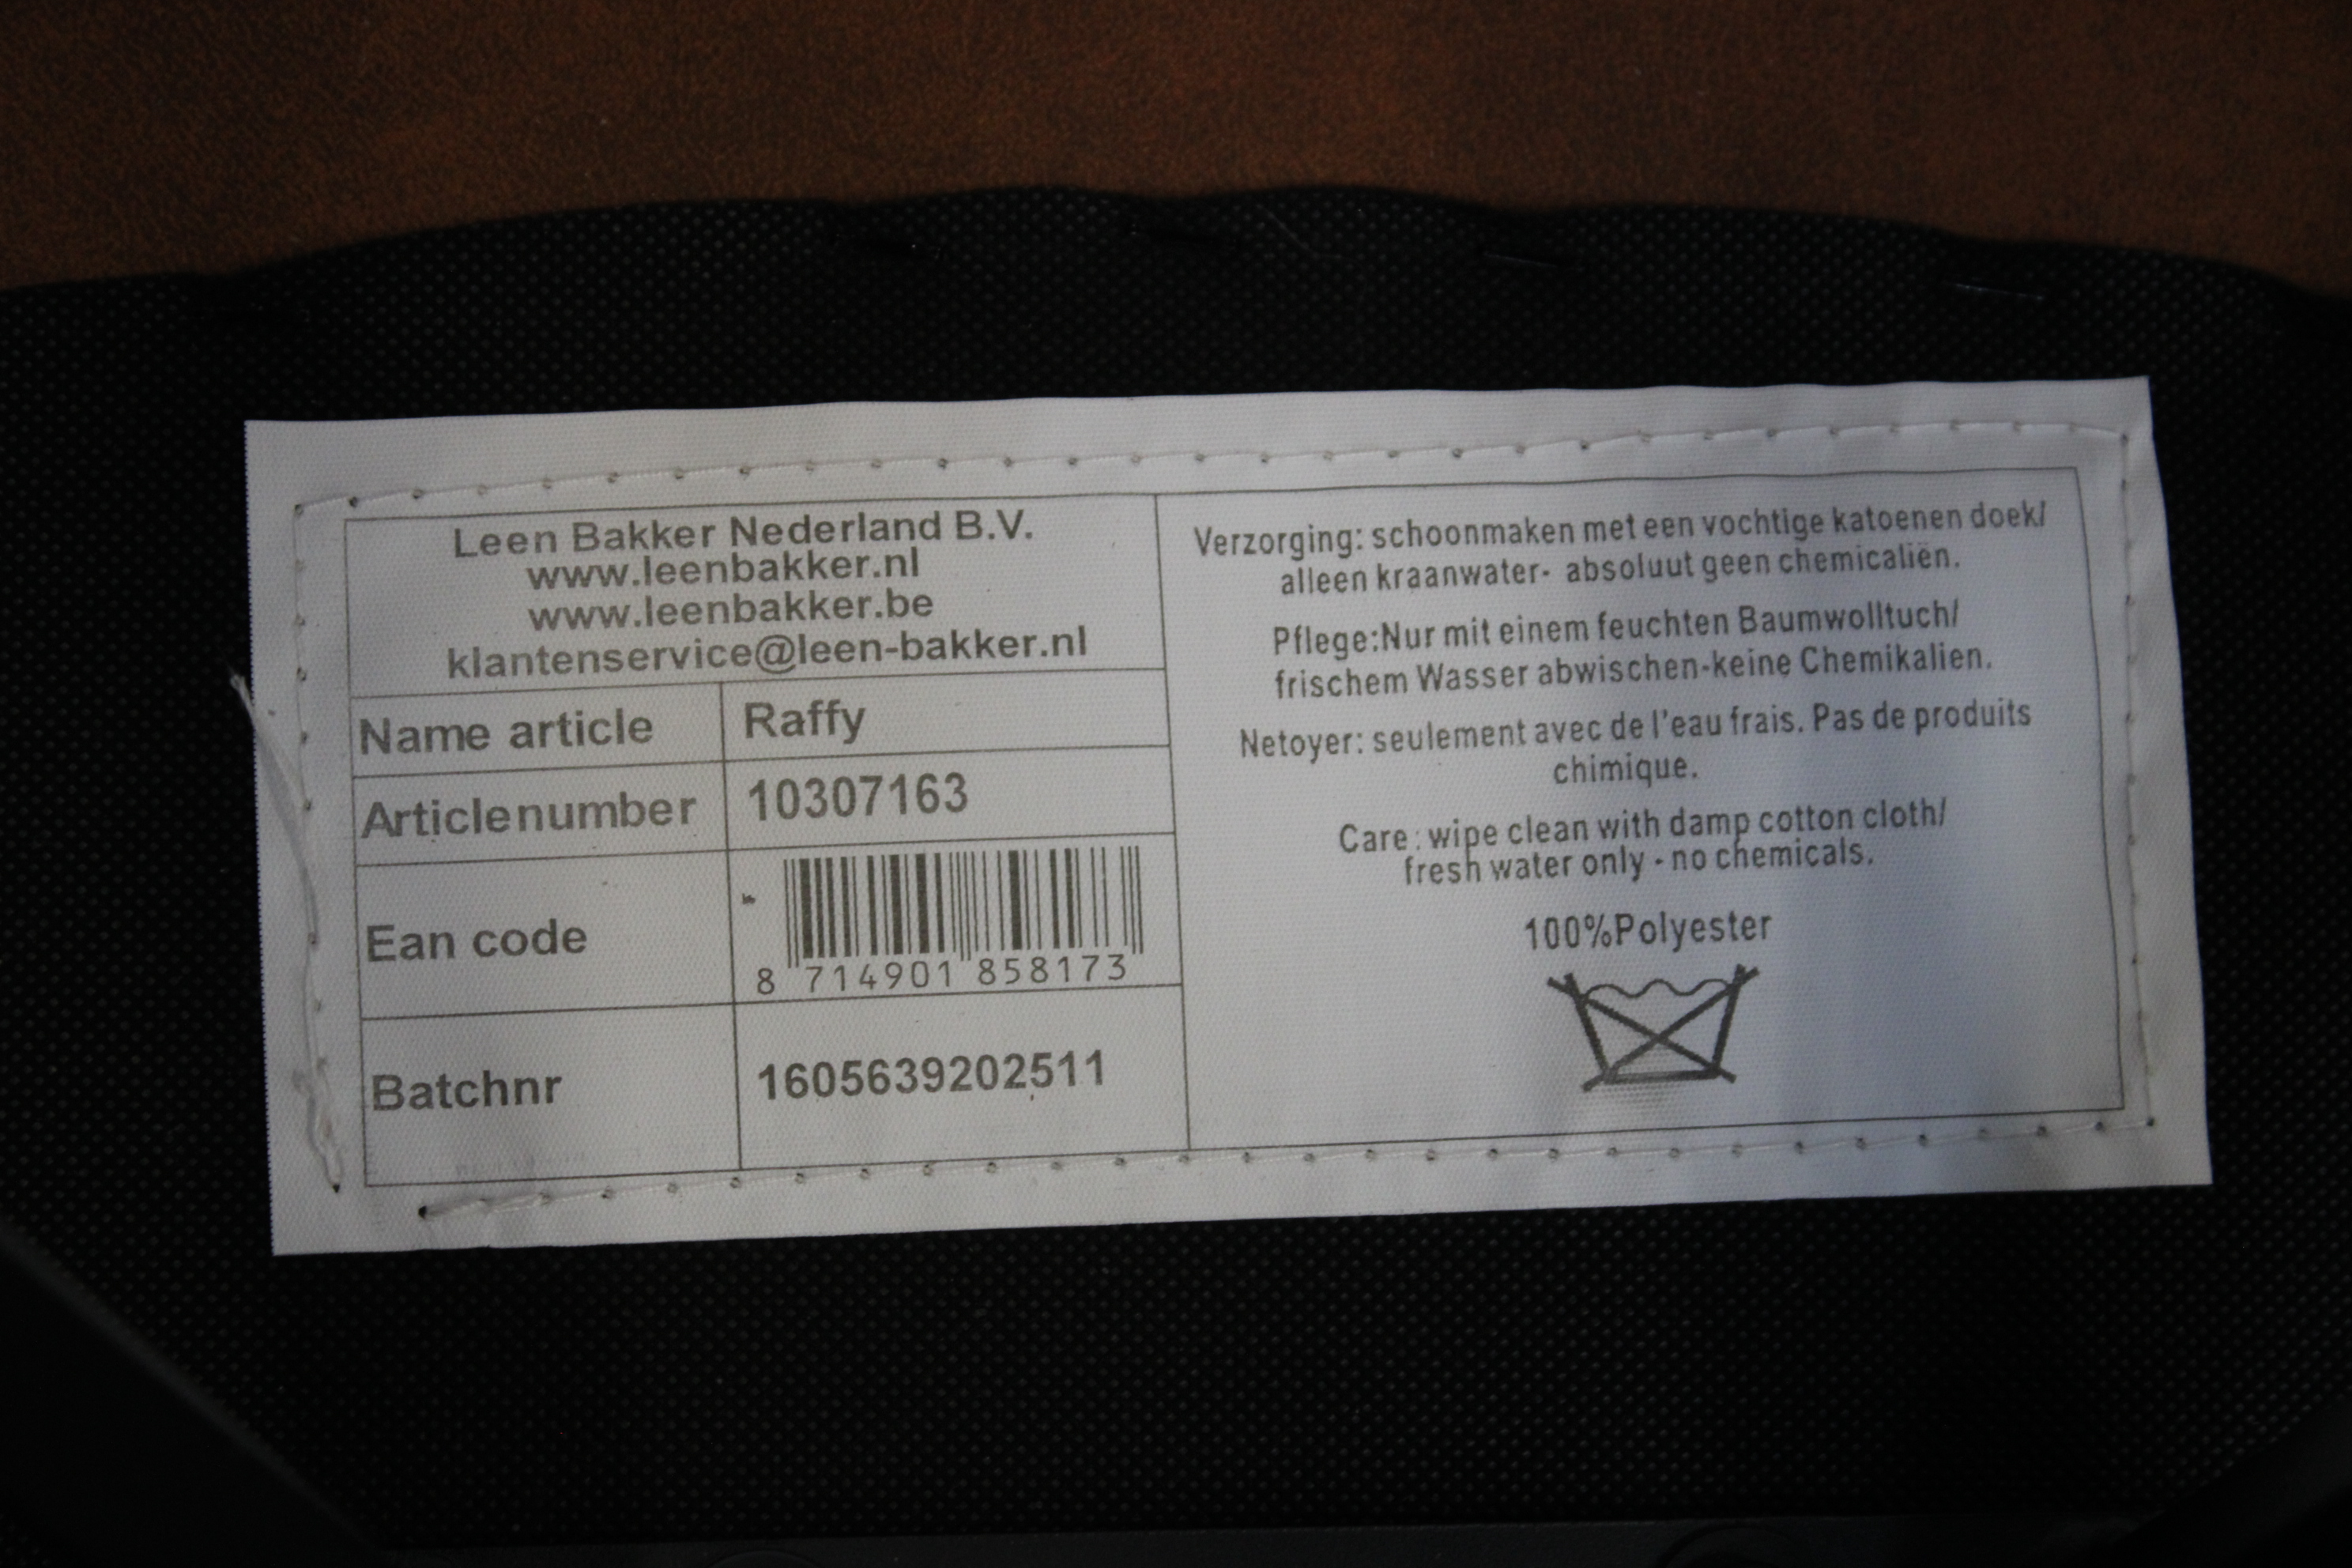 Leen Bakker Nederland B.V.
www.leenbakker.nl
www.leenbakker.be
klantenservice@leen-bakker.nl
Name article Raffy
Articlenumber 10307163
Ean code 8 714901 858173
Batchnr 1605639202511
Verzorging: schoonmaken met een vochtige katoenen doek/
alleen kraanwater- absoluut geen chemicaliën.
Pflege:Nur mit einem feuchten Baumwolltuch/
frischem Wasser abwischen-keine Chemikalien.
Netoyer: seulement avec de l'eau frais. Pas de produits
chimique.
Care: wipe clean with damp cotton cloth/
fresh water only - no chemicals.
100%Polyester